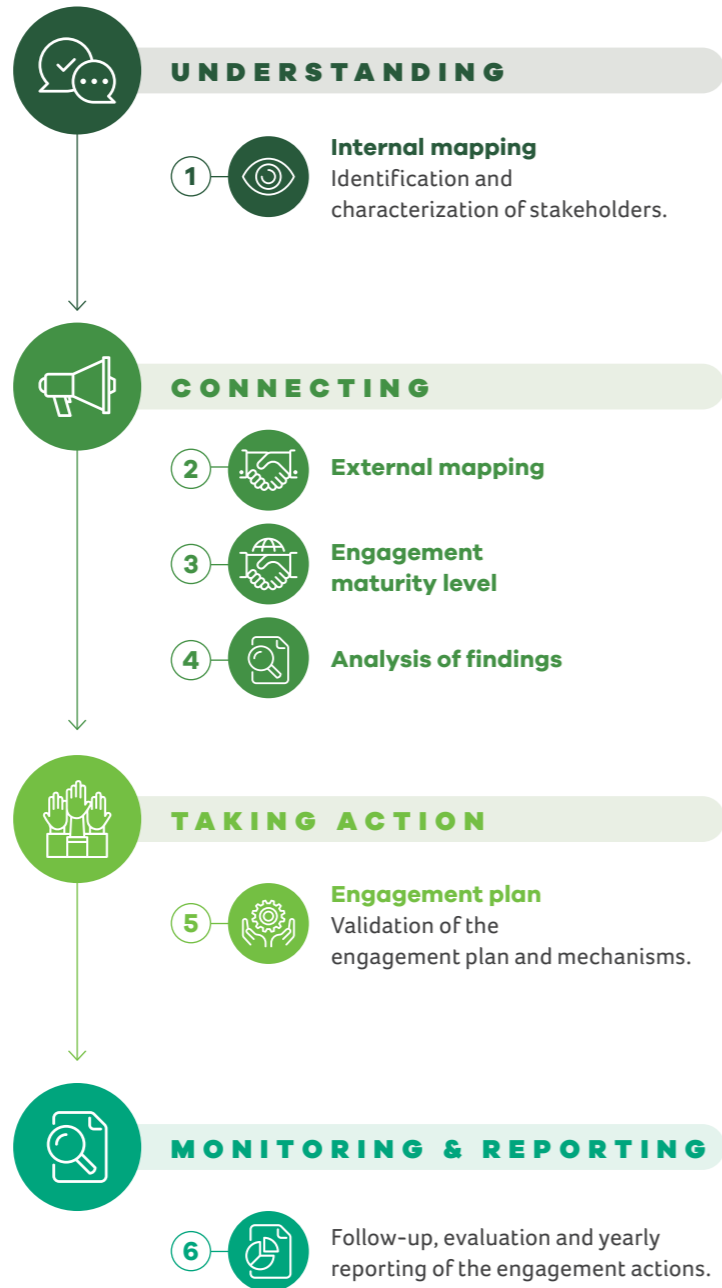 UNDERSTANDING
1
Internal mapping
Identification and
characterization of stakeholders.
CONNECTING
2
External mapping
3
Engagement
maturity level
4
Analysis of findings
TAKING ACTION
5
Engagement plan
Validation of the
engagement plan and mechanisms.
MONITORING & REPORTING
6
Follow-up, evaluation and yearly
reporting of the engagement actions.